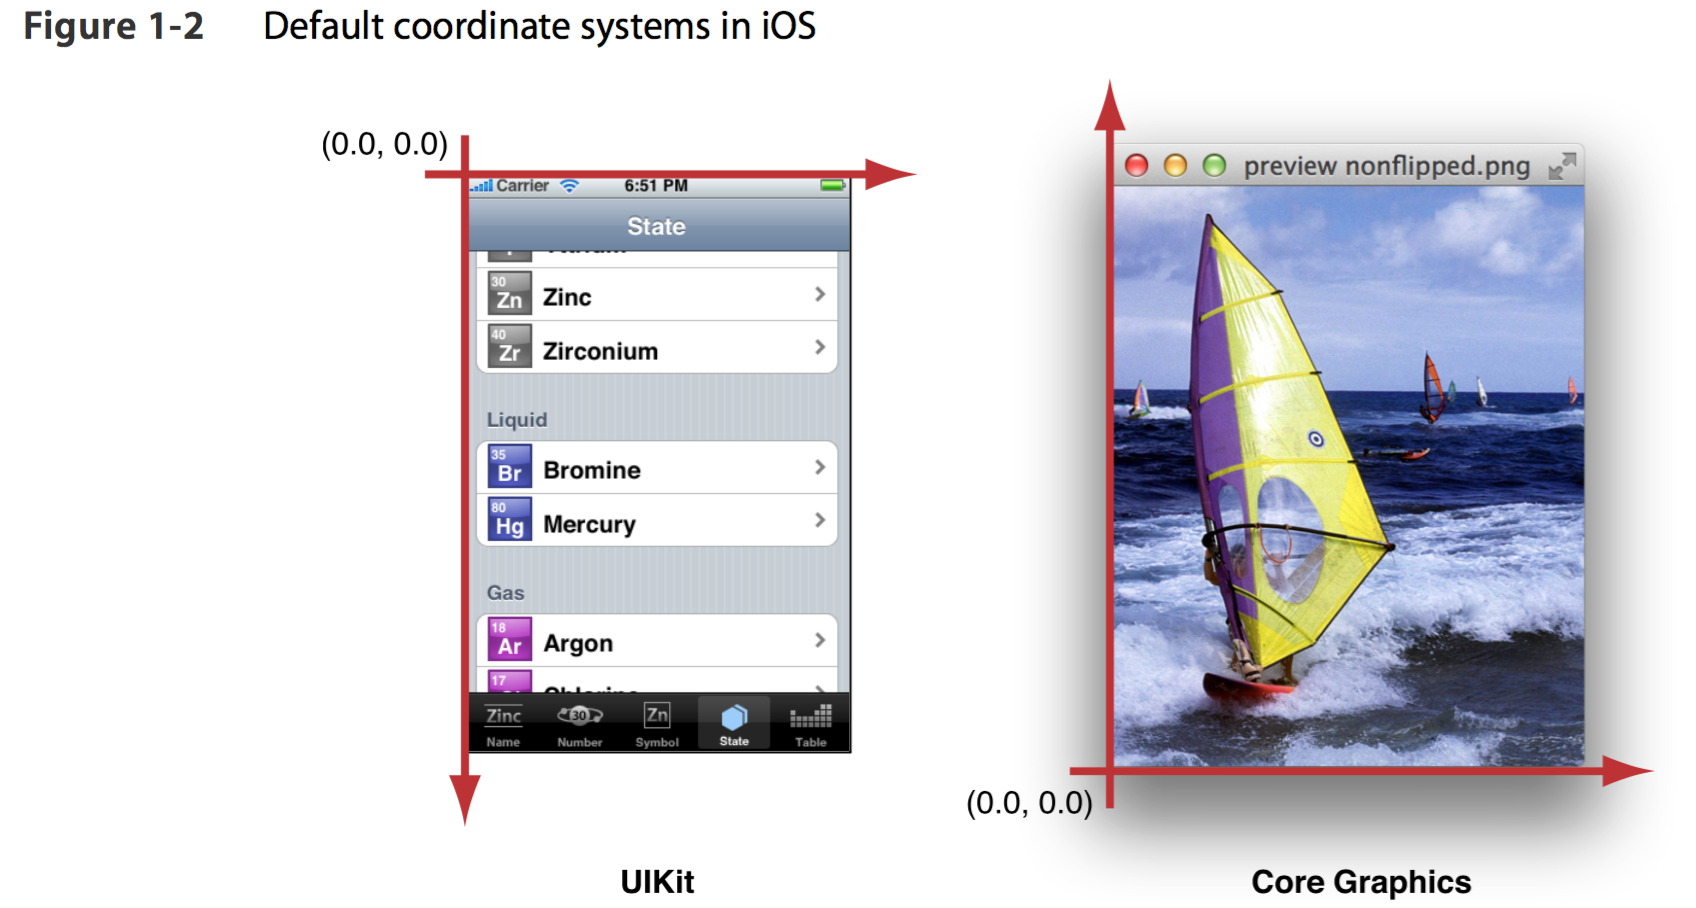 Figure 1-2 Default coordinate systems in iOS
(0.0, 0.0)
Carrier 6:51 PM
State
30
Zn Zinc
40
Zr Zirconium
Liquid
35
Br Bromine
80
Hg Mercury
Gas
18
Ar Argon
17
Zinc 30 Zn
Name Number Symbol State Table
UIKit
preview nonflipped.png
(0.0, 0.0)
Core Graphics